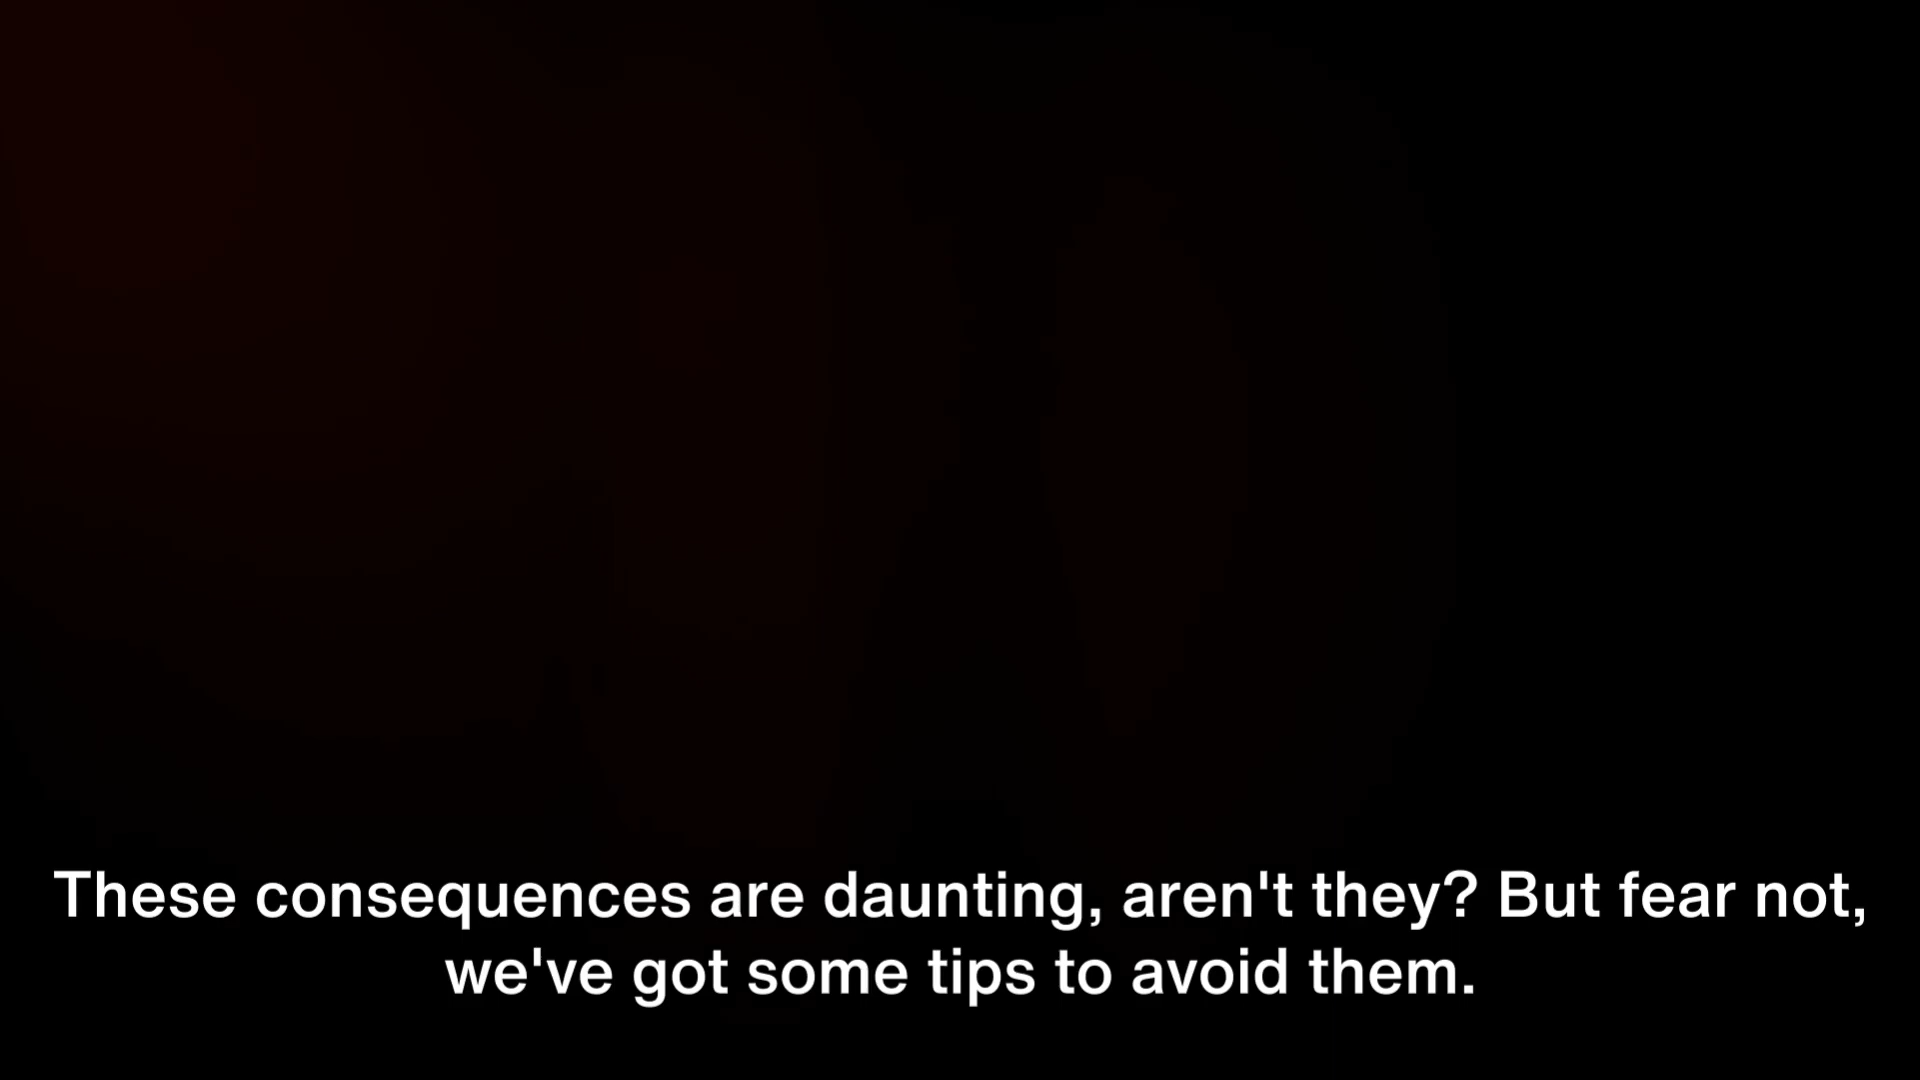 These consequences are daunting, aren't they? But fear not,
we've got some tips to avoid them.